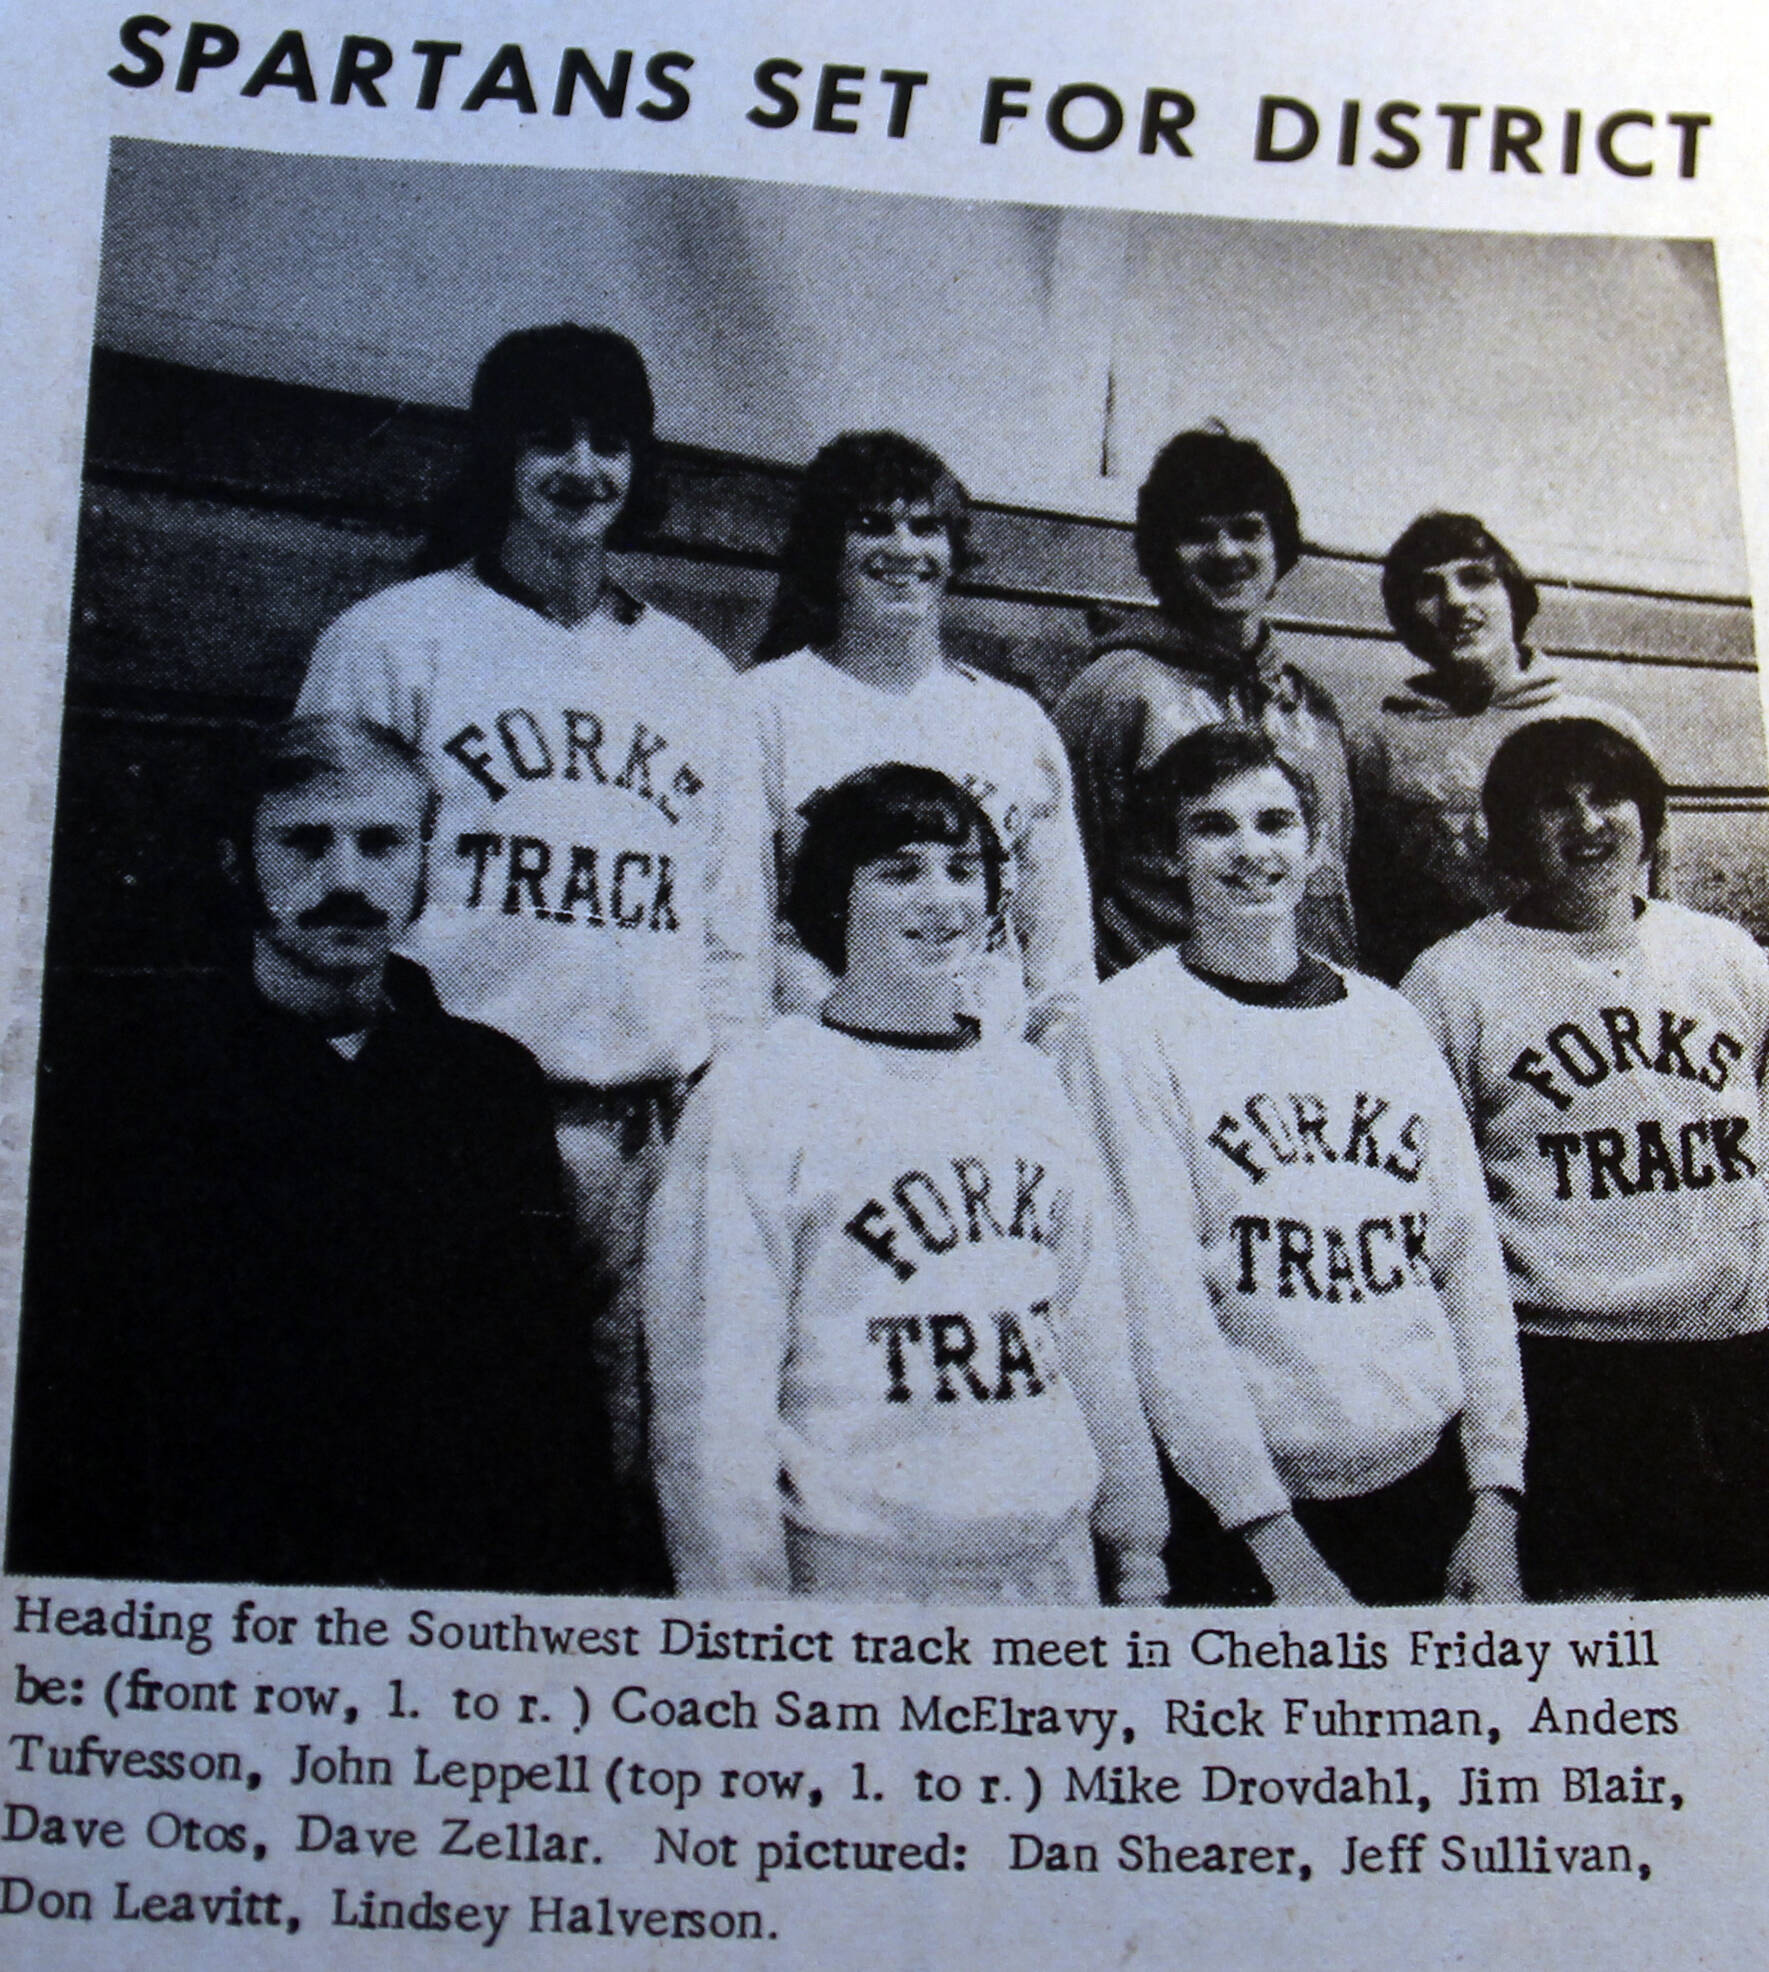 SPARTANS SET FOR DISTRICT
FORKS
TRACK
FORK
TRA
FORKS
TRACK
FORKS
TRACK
Heading for the Southwest District track meet in Chehalis Friday will
be: (front row, l. to r. ) Coach Sam McElravy, Rick Fuhrman, Anders
Tufvesson, John Leppell (top row, l. to r. ) Mike Drovdahl, Jim Blair,
Dave Otos, Dave Zellar. Not pictured: Dan Shearer, Jeff Sullivan,
Don Leavitt, Lindsey Halverson.